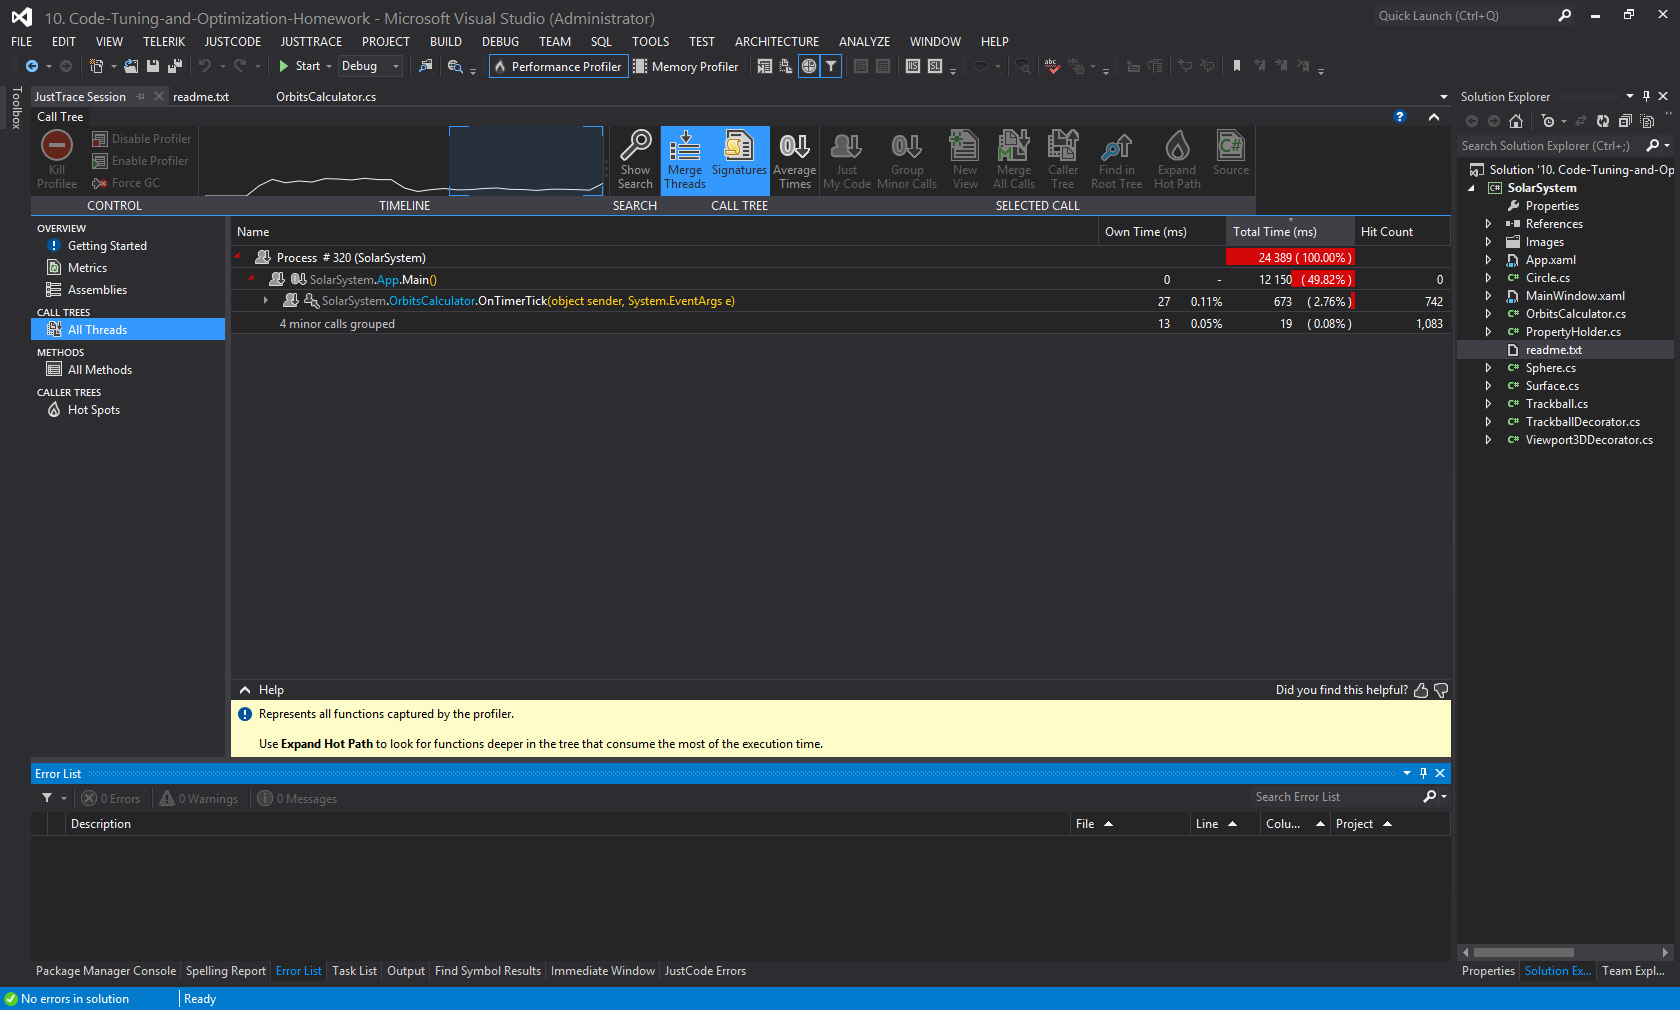 10. Code-Tuning-and-Optimization-Homework - Microsoft Visual Studio (Administrator)
Quick Launch (Ctrl+Q)
FILE EDIT VIEW TELERIK JUSTCODE JUSTTRACE PROJECT BUILD DEBUG TEAM SQL TOOLS TEST ARCHITECTURE ANALYZE WINDOW HELP
Start Debug Performance Profiler Memory Profiler
Toolbox
JustTrace Session readme.txt OrbitsCalculator.cs
Call Tree
Kill Profilee
Disable Profiler
Enable Profiler
Force GC
CONTROL
TIMELINE
Show Search
SEARCH
Merge Threads
Signatures
Average Times
CALL TREE
Just My Code
Group Minor Calls
New View
Merge All Calls
Caller Tree
Find in Root Tree
Expand Hot Path
Source
SELECTED CALL
OVERVIEW
Getting Started
Metrics
Assemblies
CALL TREES
All Threads
METHODS
All Methods
CALLER TREES
Hot Spots
Name Own Time (ms) Total Time (ms) Hit Count
Process # 320 (SolarSystem) 24 389 ( 100.00% )
SolarSystem.App.Main() 0 - 12 150 ( 49.82% ) 0
SolarSystem.OrbitsCalculator.OnTimerTick(object sender, System.EventArgs e) 27 0.11% 673 ( 2.76% ) 742
4 minor calls grouped 13 0.05% 19 ( 0.08% ) 1,083
Help
Did you find this helpful?
Represents all functions captured by the profiler.
Use Expand Hot Path to look for functions deeper in the tree that consume the most of the execution time.
Error List
0 Errors 0 Warnings 0 Messages
Search Error List
Description File Line Colu... Project
Package Manager Console Spelling Report Error List Task List Output Find Symbol Results Immediate Window JustCode Errors
Solution Explorer
Search Solution Explorer (Ctrl+;)
Solution '10. Code-Tuning-and-Op
SolarSystem
Properties
References
Images
App.xaml
Circle.cs
MainWindow.xaml
OrbitsCalculator.cs
PropertyHolder.cs
readme.txt
Sphere.cs
Surface.cs
Trackball.cs
TrackballDecorator.cs
Viewport3DDecorator.cs
Properties Solution Ex... Team Expl...
No errors in solution Ready